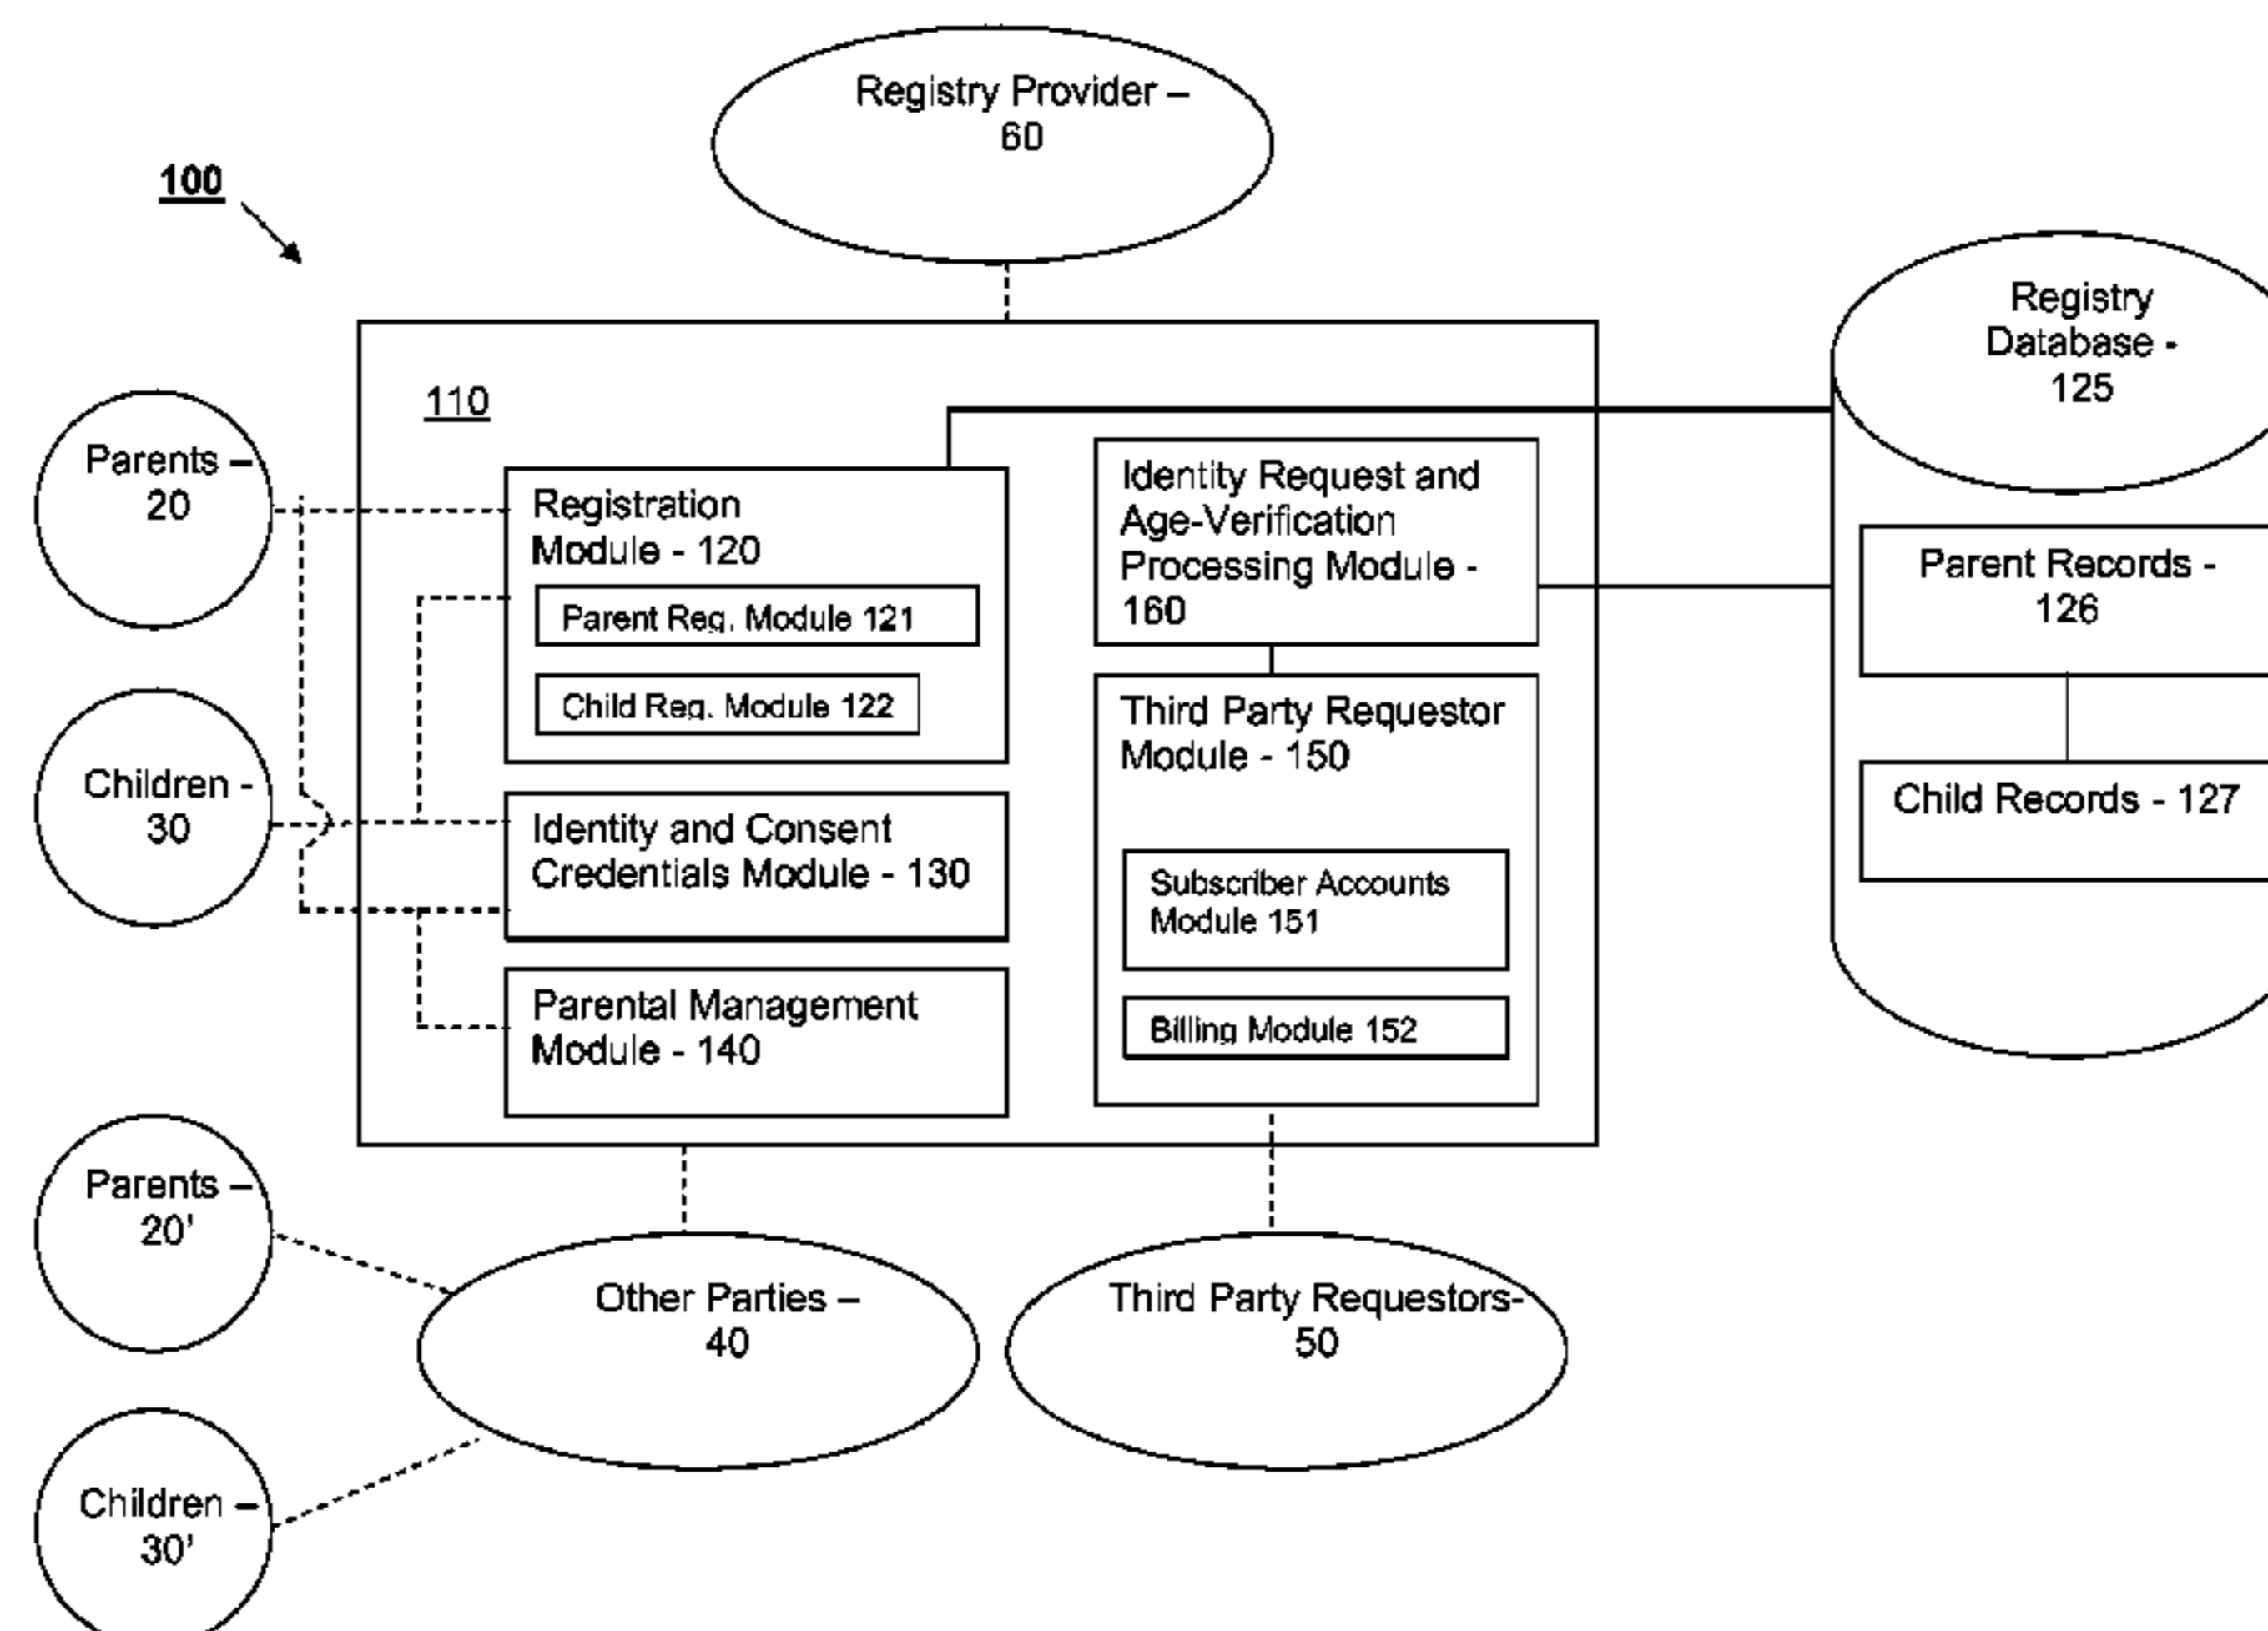 Registry Provider –
60
100
Registry
Database -
125
110
Parents –
20
Registration
Module - 120
Parent Reg. Module 121
Child Reg. Module 122
Identity Request and
Age-Verification
Processing Module -
160
Parent Records -
126
Children -
30
Third Party Requestor
Module - 150
Child Records - 127
Identity and Consent
Credentials Module - 130
Subscriber Accounts
Module 151
Parental Management
Module - 140
Billing Module 152
Parents –
20'
Other Parties –
40
Third Party Requestors-
50
Children –
30'